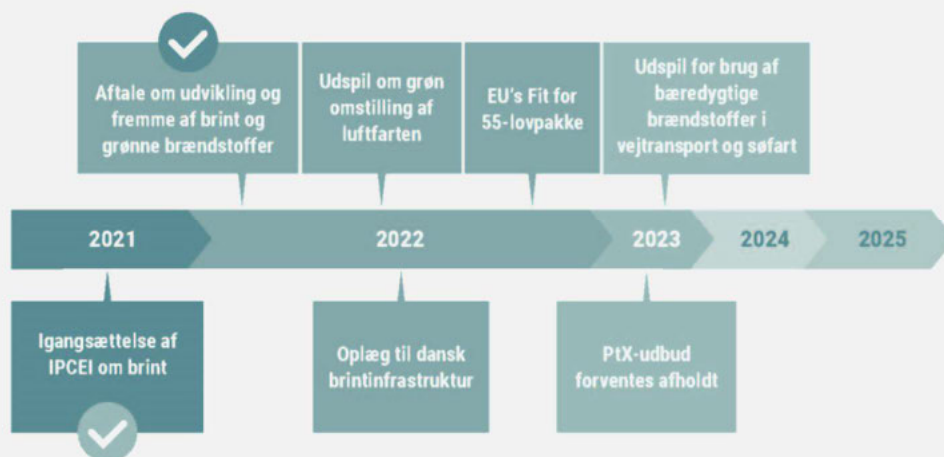 Aftale om udvikling og
fremme af brint og
grønne brændstoffer
Udspil om grøn
omstilling af
luftfarten
EU's Fit for
55-lovpakke
Udspil for brug af
bæredygtige
brændstoffer i
vejtransport og søfart
2021
2022
2023
2024
2025
Igangsættelse af
IPCEI om brint
Oplæg til dansk
brintinfrastruktur
PtX-udbud
forventes afholdt